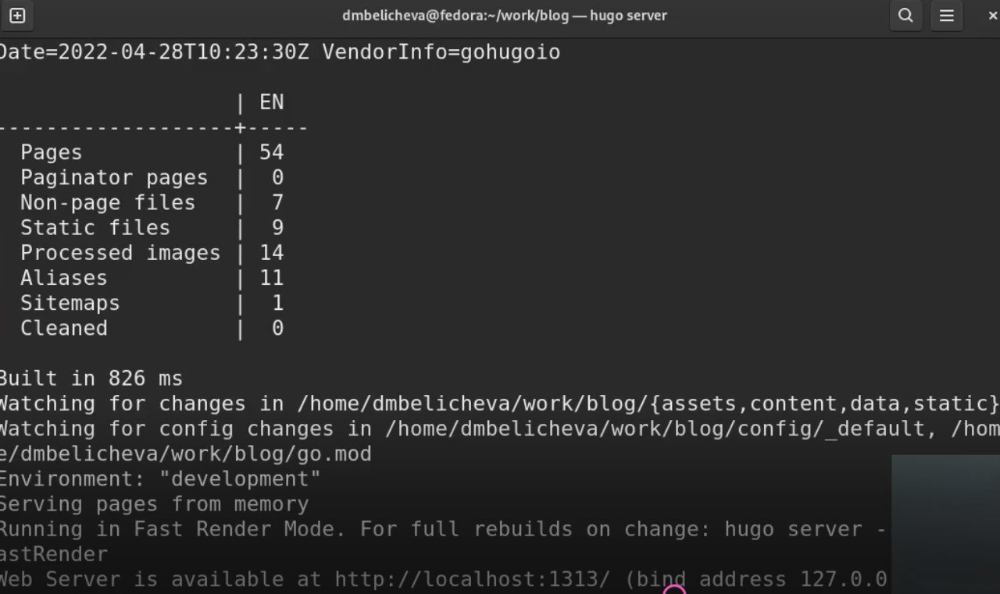 dmbelicheva@fedora:~/work/blog — hugo server
Date=2022-04-28T10:23:30Z VendorInfo=gohugoio
                   | EN
-------------------+-----
  Pages            | 54
  Paginator pages  |  0
  Non-page files   |  7
  Static files     |  9
  Processed images | 14
  Aliases          | 11
  Sitemaps         |  1
  Cleaned          |  0
Built in 826 ms
Watching for changes in /home/dmbelicheva/work/blog/{assets,content,data,static}
Watching for config changes in /home/dmbelicheva/work/blog/config/_default, /hom
e/dmbelicheva/work/blog/go.mod
Environment: "development"
Serving pages from memory
Running in Fast Render Mode. For full rebuilds on change: hugo server -
astRender
Web Server is available at http://localhost:1313/ (bind address 127.0.0